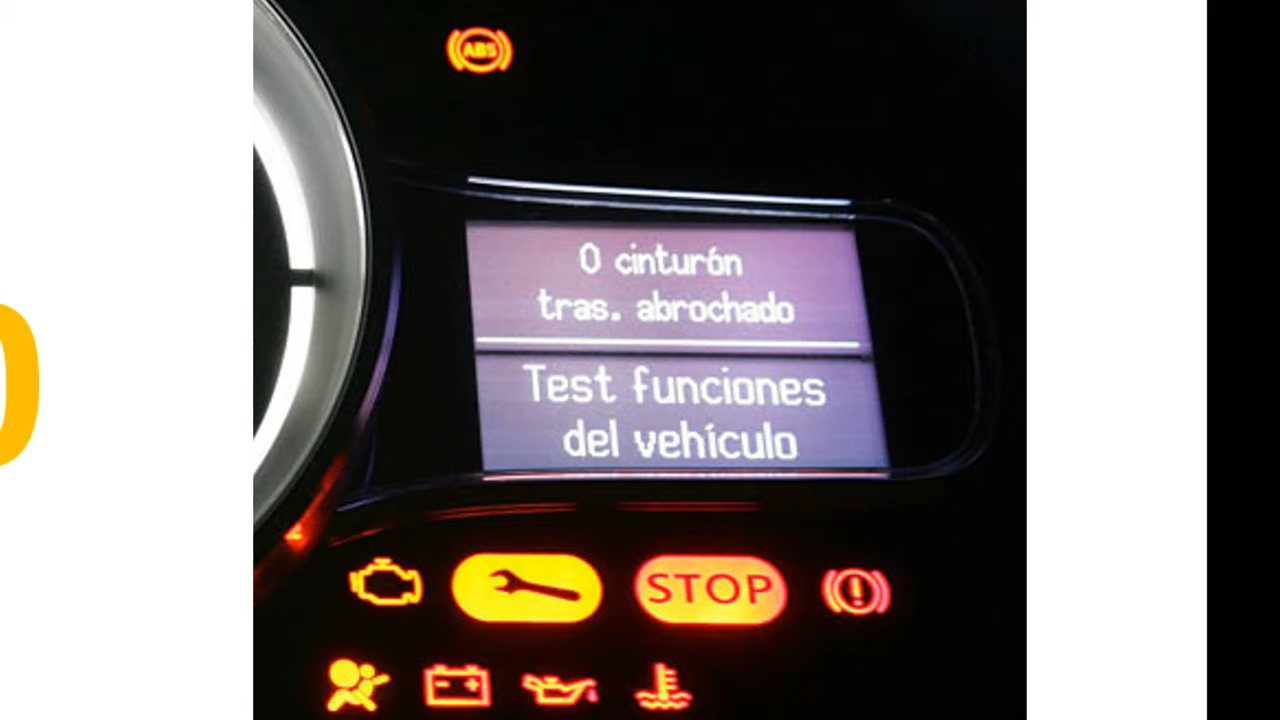 ABS
0 cinturón
tras. abrochado
Test funciones
del vehículo
STOP